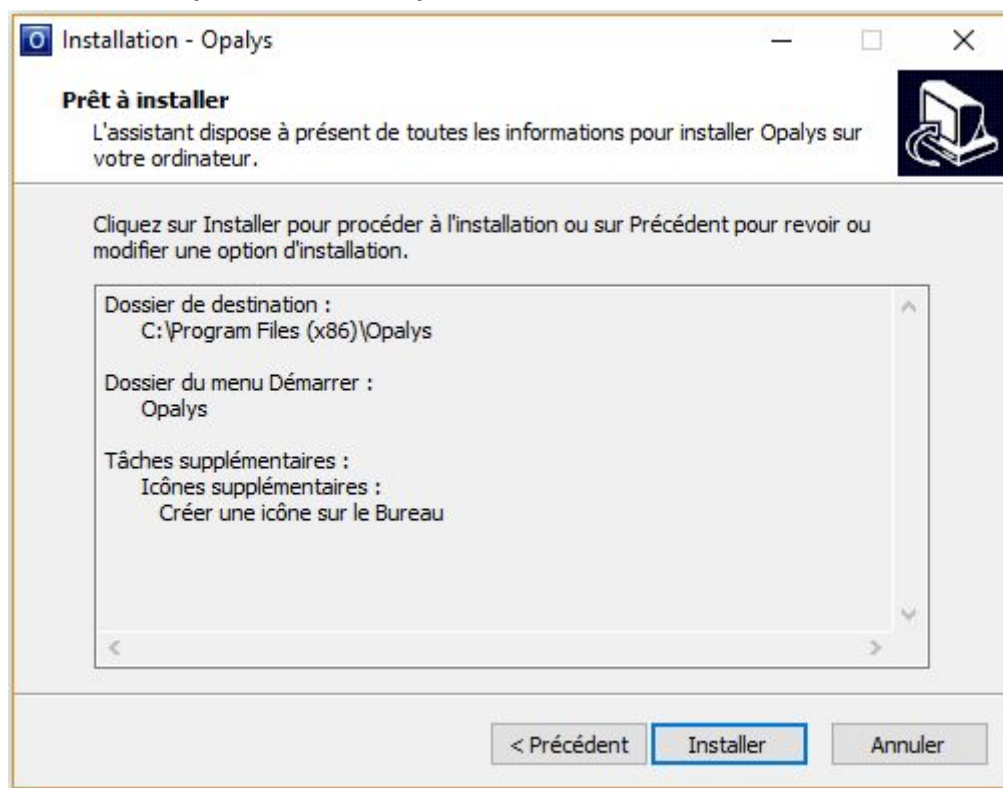 Installation - Opalys
Prêt à installer
L'assistant dispose à présent de toutes les informations pour installer Opalys sur
votre ordinateur.
Cliquez sur Installer pour procéder à l'installation ou sur Précédent pour revoir ou
modifier une option d'installation.
Dossier de destination :
C:\Program Files (x86)\Opalys
Dossier du menu Démarrer :
Opalys
Tâches supplémentaires :
Icônes supplémentaires :
Créer une icône sur le Bureau
< Précédent Installer Annuler